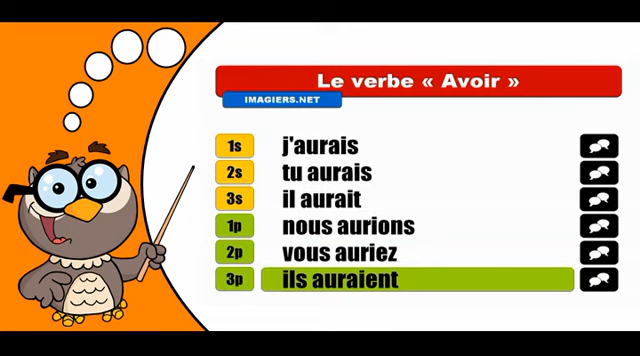 Le verbe « Avoir »
IMAGIERS.NET
1s j'aurais
2s tu aurais
3s il aurait
1p nous aurions
2p vous auriez
3p ils auraient